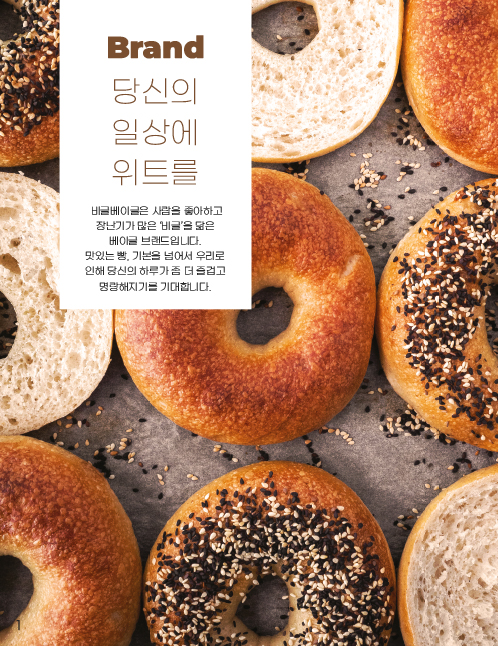 Brand
당신의
일상에
위트를
비글베이글은 사람을 좋아하고
장난기가 많은 '비글'을 닮은
베이글 브랜드입니다.
맛있는 빵, 기본을 넘어서 우리로
인해 당신의 하루가 좀 더 즐겁고
명랑해지기를 기대합니다.
1